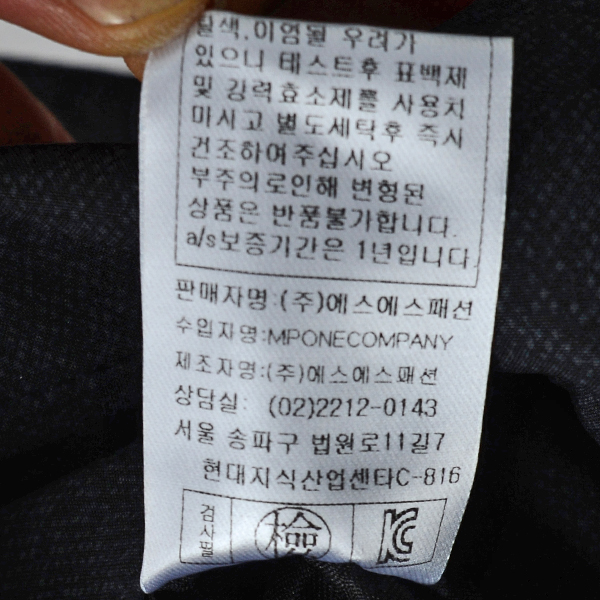 탈색.이염될 우려가
있으니 테스트후 표백제
및 강력효소제를 사용치
마시고 별도세탁후 즉시
건조하여주십시오
부주의로인해 변형된
상품은 반품불가합니다.
a/s보증기간은 1년입니다
판매자명:(주)에스에스패션
수입자명:MPONECOMPANY
제조자명:(주)에스에스패션
상담실: (02)2212-0143
서울 송파구 법원로11길7
현대지식산업센타C-816
검사필 檢 KC